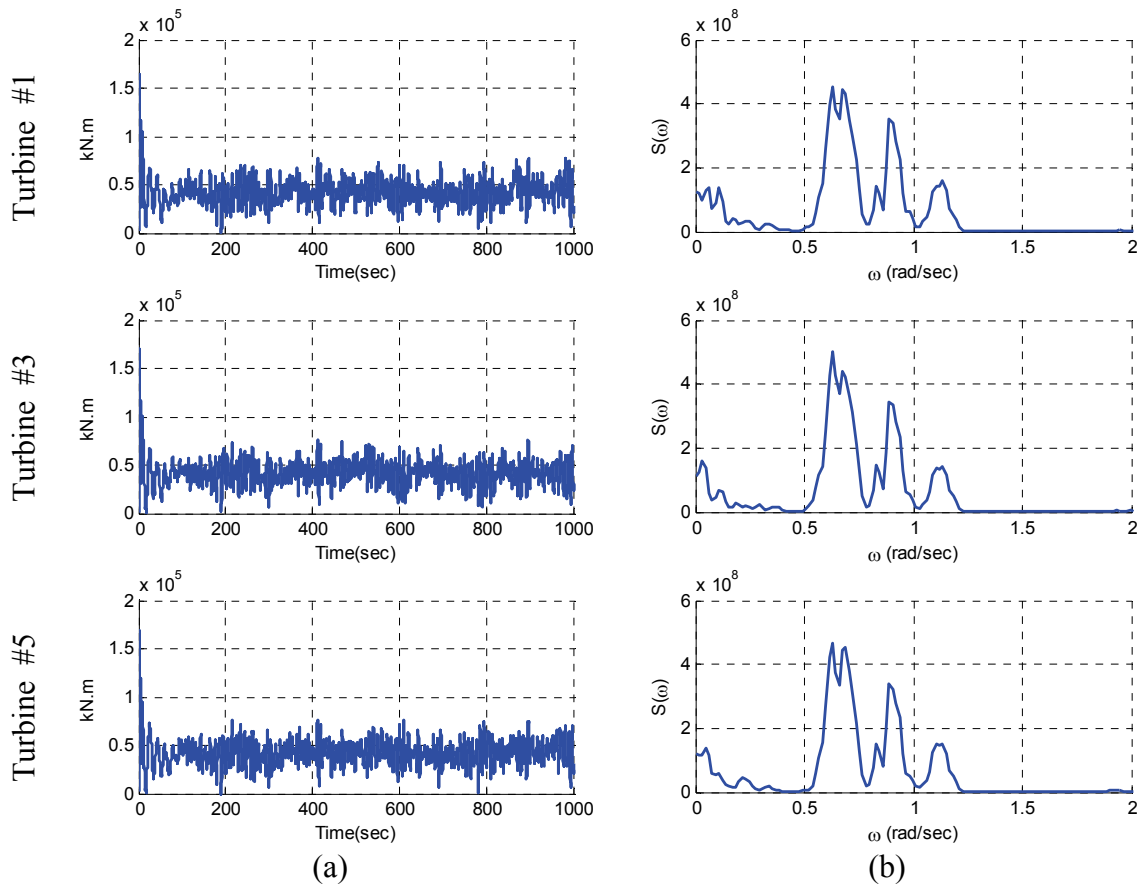 Turbine #1
x 10^5
2
1.5
1
0.5
0
kN.m
0 200 400 600 800 1000
Time(sec)
x 10^8
6
4
2
0
S(ω)
0 0.5 1 1.5 2
ω (rad/sec)
Turbine #3
x 10^5
2
1.5
1
0.5
0
kN.m
0 200 400 600 800 1000
Time(sec)
x 10^8
6
4
2
0
S(ω)
0 0.5 1 1.5 2
ω (rad/sec)
Turbine #5
x 10^5
2
1.5
1
0.5
0
kN.m
0 200 400 600 800 1000
Time(sec)
x 10^8
6
4
2
0
S(ω)
0 0.5 1 1.5 2
ω (rad/sec)
(a)
(b)